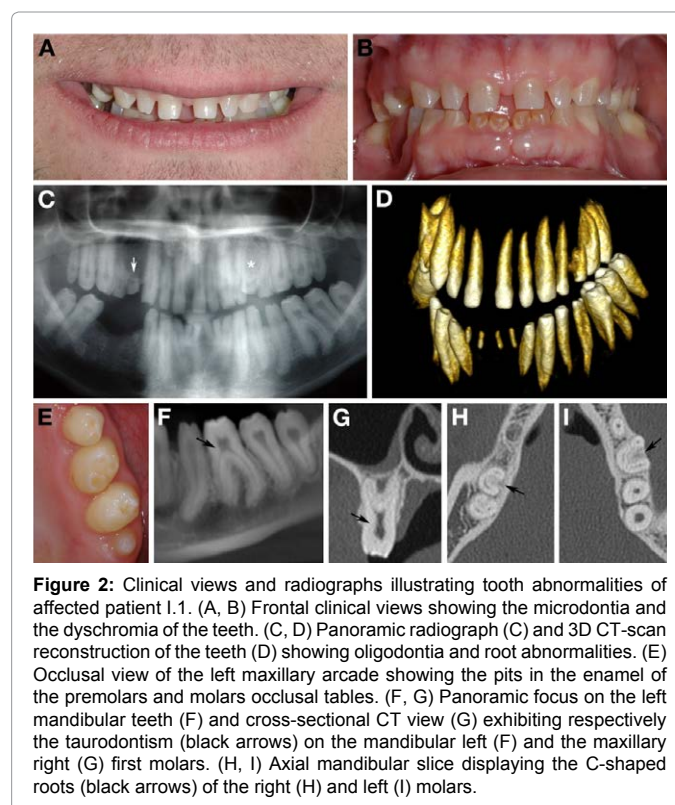 A
B
C
D
E
F
G
H
I
Figure 2: Clinical views and radiographs illustrating tooth abnormalities of
affected patient I.1. (A, B) Frontal clinical views showing the microdontia and
the dyschromia of the teeth. (C, D) Panoramic radiograph (C) and 3D CT-scan
reconstruction of the teeth (D) showing oligodontia and root abnormalities. (E)
Occlusal view of the left maxillary arcade showing the pits in the enamel of
the premolars and molars occlusal tables. (F, G) Panoramic focus on the left
mandibular teeth (F) and cross-sectional CT view (G) exhibiting respectively
the taurodontism (black arrows) on the mandibular left (F) and the maxillary
right (G) first molars. (H, I) Axial mandibular slice displaying the C-shaped
roots (black arrows) of the right (H) and left (I) molars.